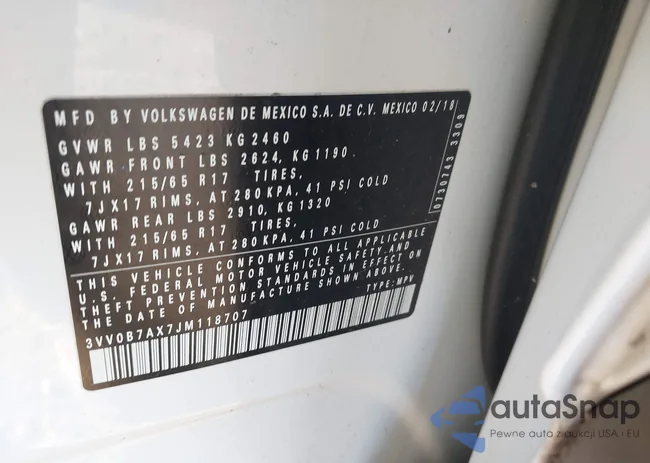 MFD BY VOLKSWAGEN DE MEXICO S.A. DE C.V. MEXICO 02/18
GVWR LBS 5423 KG 2460
GAWR FRONT LBS 2624, KG 1190
WITH 215/65 R17 TIRES,
7JX17 RIMS, AT 280 KPA, 41 PSI COLD
GAWR REAR LBS 2910, KG 1320
WITH 215/65 R17 TIRES,
7JX17 RIMS, AT 280 KPA, 41 PSI COLD
THIS VEHICLE CONFORMS TO ALL APPLICABLE
U.S. FEDERAL MOTOR VEHICLE SAFETY AND
THEFT PREVENTION STANDARDS IN EFFECT ON
THE DATE OF MANUFACTURE SHOWN ABOVE.
3VV0B7AX7JM118707 TYPE: MPV
0730743 3309
autoSnap
Pewne auta z aukcji USA i EU